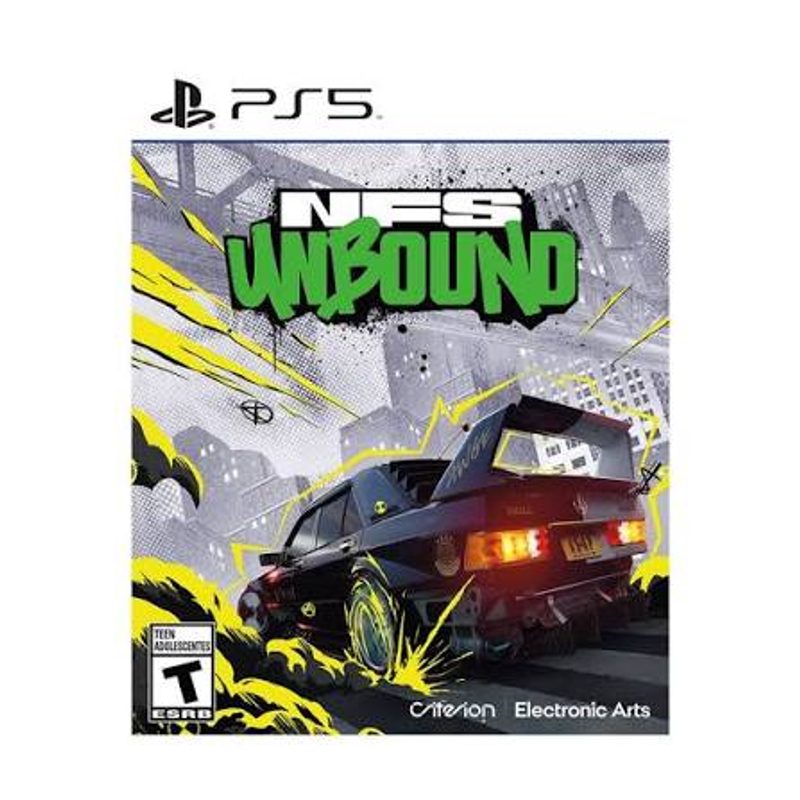 PS5
NFS
UNBOUND
TEEN
ADOLESCENTES
T
ESRB
Criterion
Electronic Arts